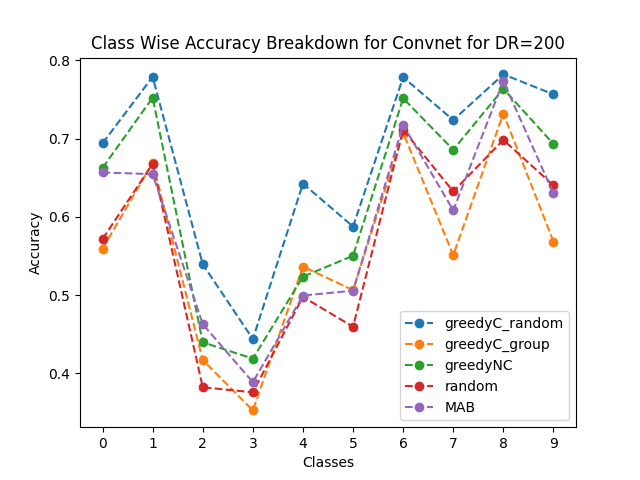 Class Wise Accuracy Breakdown for Convnet for DR=200
0.8
0.7
0.6
0.5
0.4
Accuracy
greedyC_random
greedyC_group
greedyNC
random
MAB
0 1 2 3 4 5 6 7 8 9
Classes